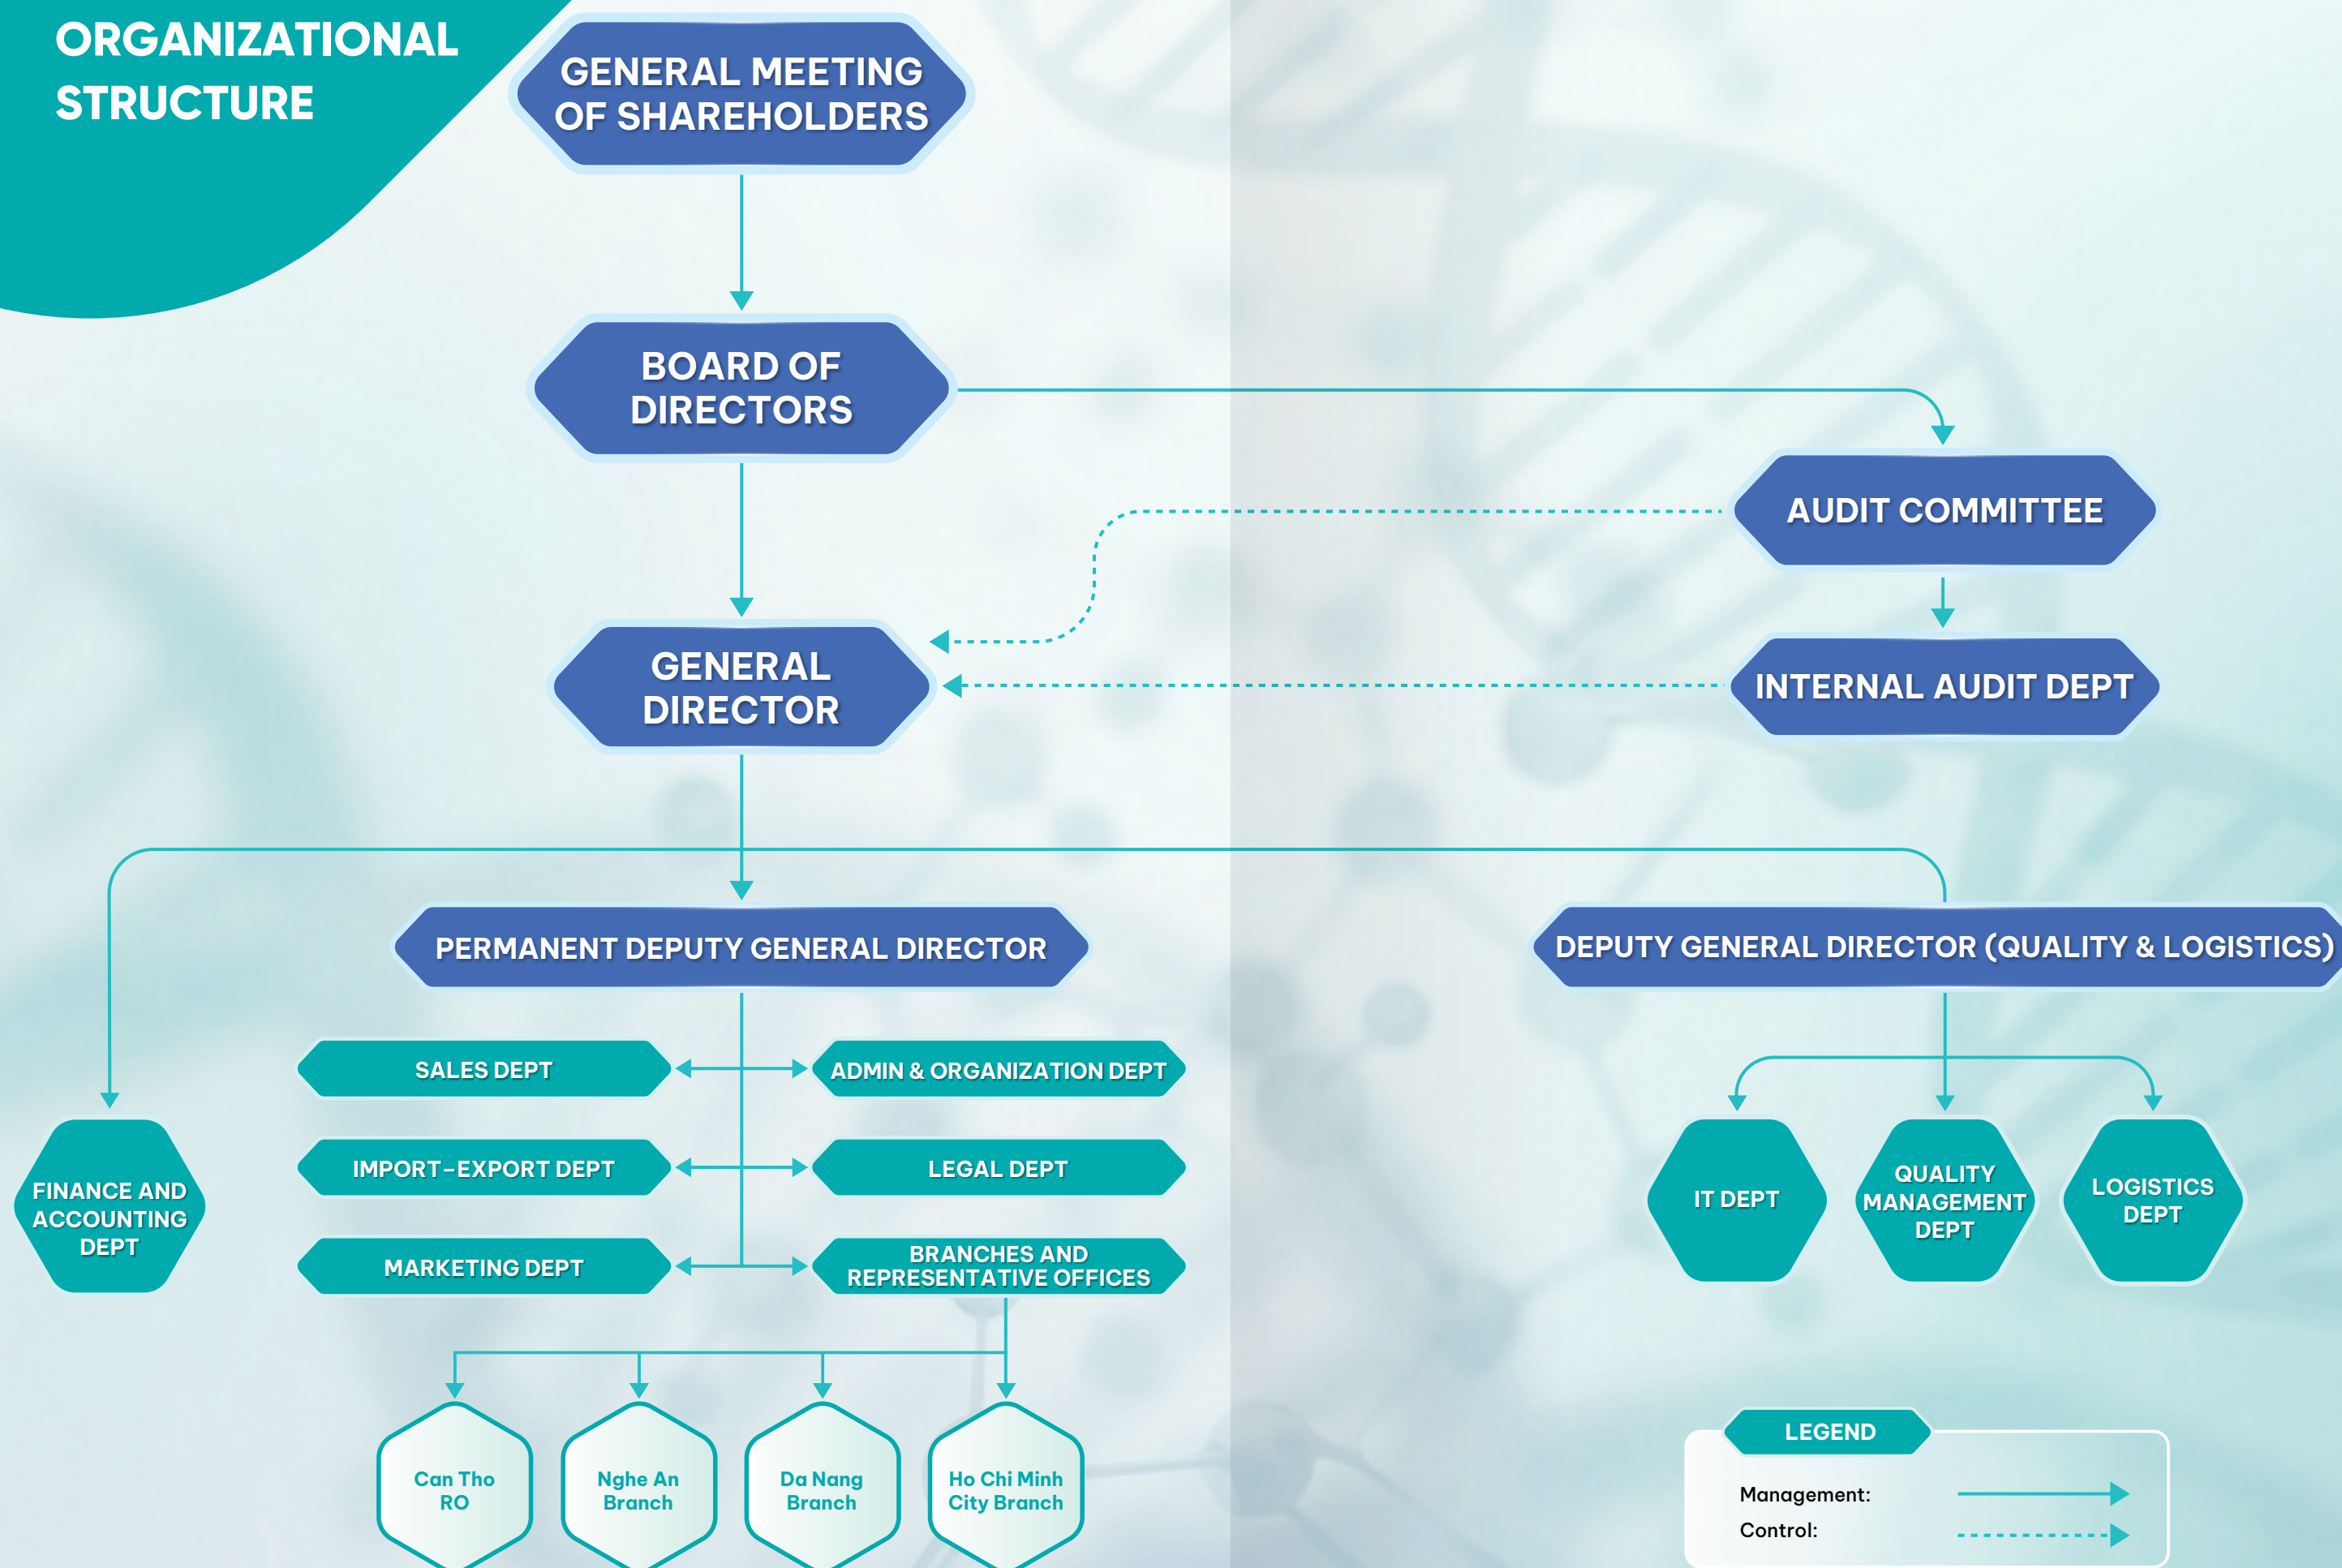 ORGANIZATIONAL
STRUCTURE
GENERAL MEETING
OF SHAREHOLDERS
BOARD OF
DIRECTORS
AUDIT COMMITTEE
GENERAL
DIRECTOR
INTERNAL AUDIT DEPT
PERMANENT DEPUTY GENERAL DIRECTOR
DEPUTY GENERAL DIRECTOR (QUALITY & LOGISTICS)
SALES DEPT
ADMIN & ORGANIZATION DEPT
IMPORT–EXPORT DEPT
LEGAL DEPT
MARKETING DEPT
BRANCHES AND
REPRESENTATIVE OFFICES
FINANCE AND
ACCOUNTING
DEPT
IT DEPT
QUALITY
MANAGEMENT
DEPT
LOGISTICS
DEPT
Can Tho
RO
Nghe An
Branch
Da Nang
Branch
Ho Chi Minh
City Branch
LEGEND
Management:
Control: